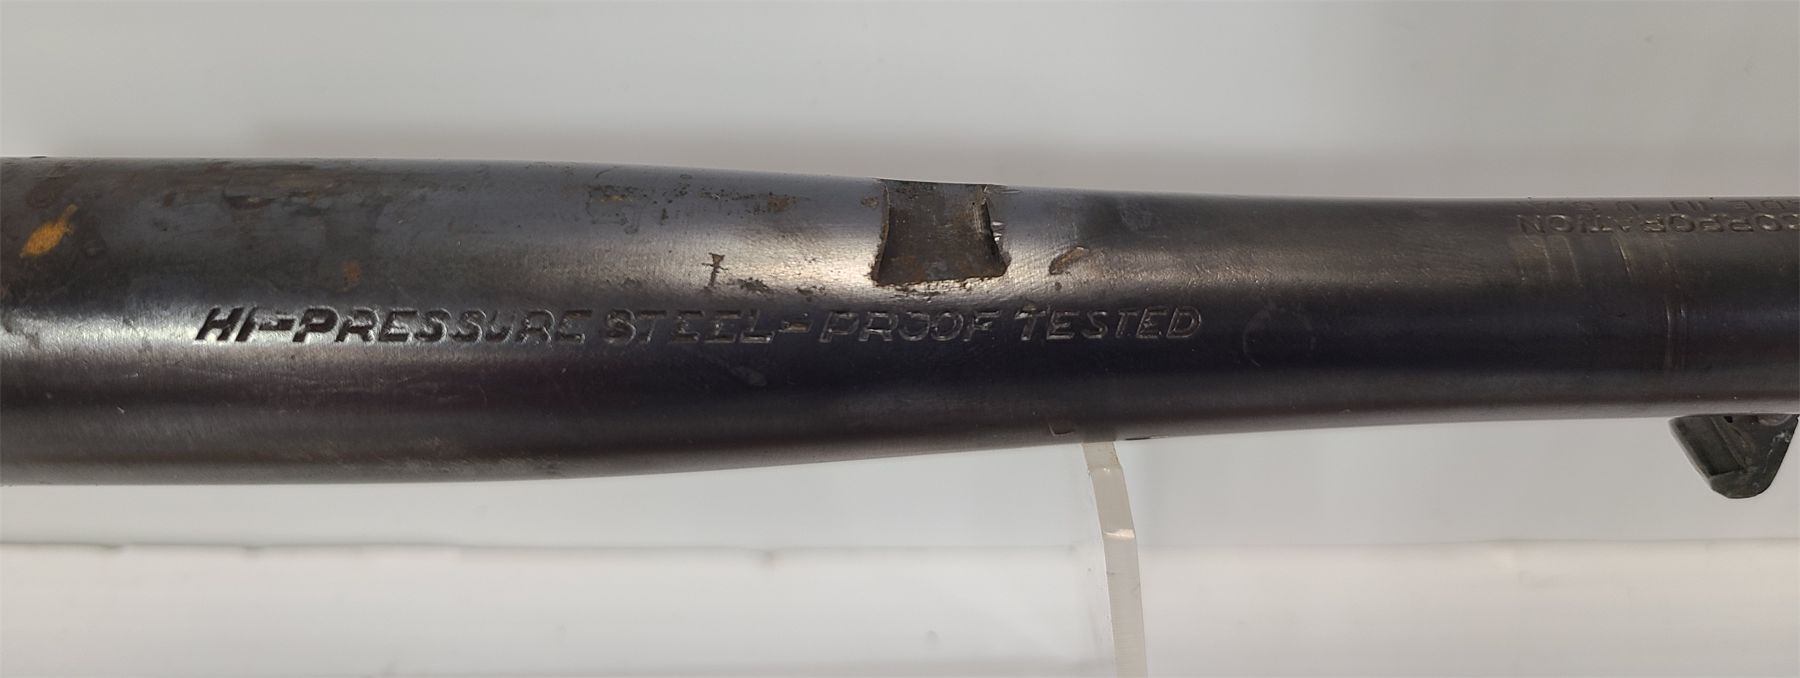 HI-PRESSURE STEEL-PROOF TESTED
CORPORATION
U.S.A.